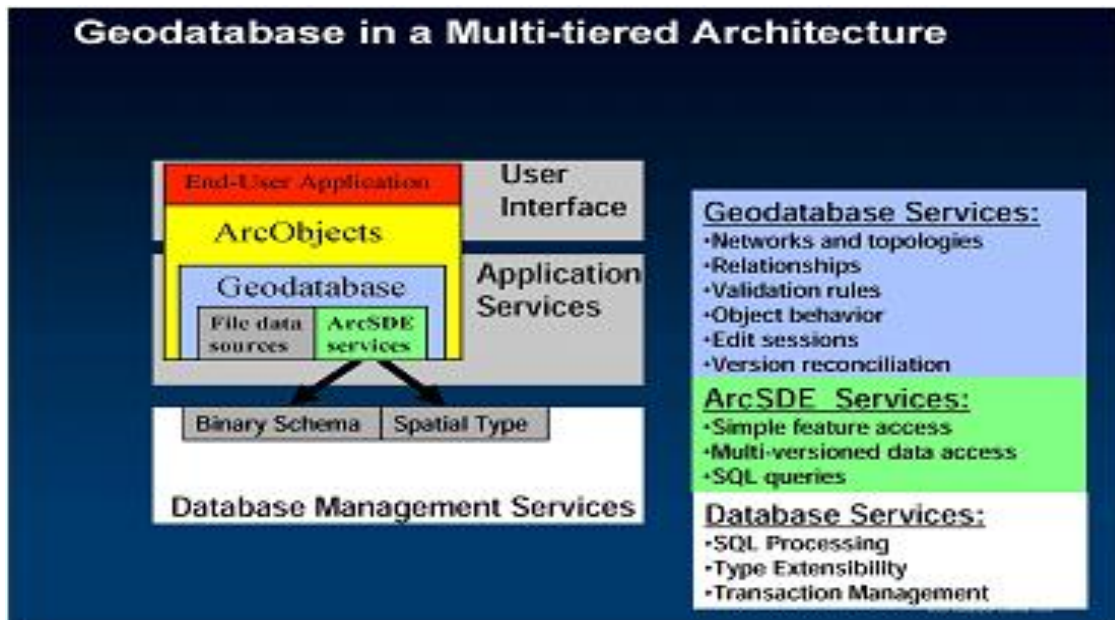 Geodatabase in a Multi-tiered Architecture
End-User Application
User
Interface
ArcObjects
Application
Services
Geodatabase
File data
sources
ArcSDE
services
Binary Schema
Spatial Type
Database Management Services
Geodatabase Services:
•Networks and topologies
•Relationships
•Validation rules
•Object behavior
•Edit sessions
•Version reconciliation
ArcSDE Services:
•Simple feature access
•Multi-versioned data access
•SQL queries
Database Services:
•SQL Processing
•Type Extensibility
•Transaction Management